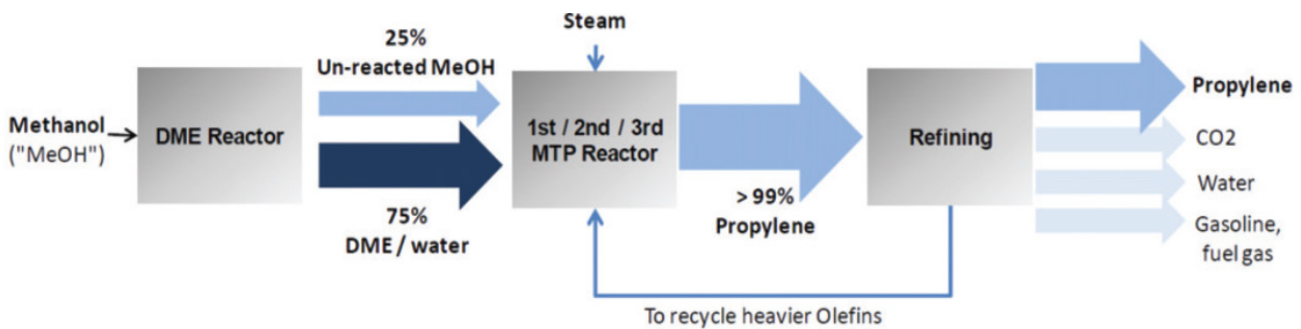 Steam
25%
Un-reacted MeOH
Methanol
("MeOH")
DME Reactor
1st / 2nd / 3rd
MTP Reactor
Refining
Propylene
CO2
Water
Gasoline,
fuel gas
75%
DME / water
> 99%
Propylene
To recycle heavier Olefins